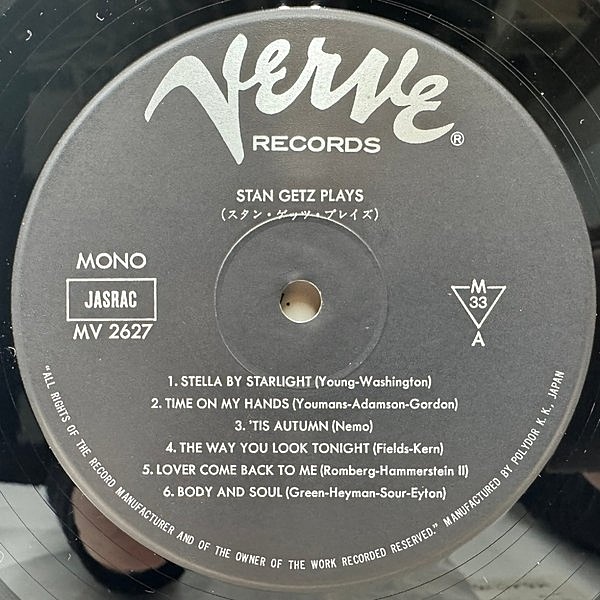 Verve
RECORDS ®
STAN GETZ PLAYS
(スタン・ゲッツ・プレイズ)
MONO
JASRAC
MV 2627
M
33
A
1. STELLA BY STARLIGHT (Young-Washington)
2. TIME ON MY HANDS (Youmans-Adamson-Gordon)
3. 'TIS AUTUMN (Nemo)
4. THE WAY YOU LOOK TONIGHT (Fields-Kern)
5. LOVER COME BACK TO ME (Romberg-Hammerstein II)
6. BODY AND SOUL (Green-Heyman-Sour-Eyton)
"ALL RIGHTS OF THE RECORD MANUFACTURER AND OF THE OWNER OF THE WORK RECORDED RESERVED." MANUFACTURED BY POLYDOR K. K., JAPAN